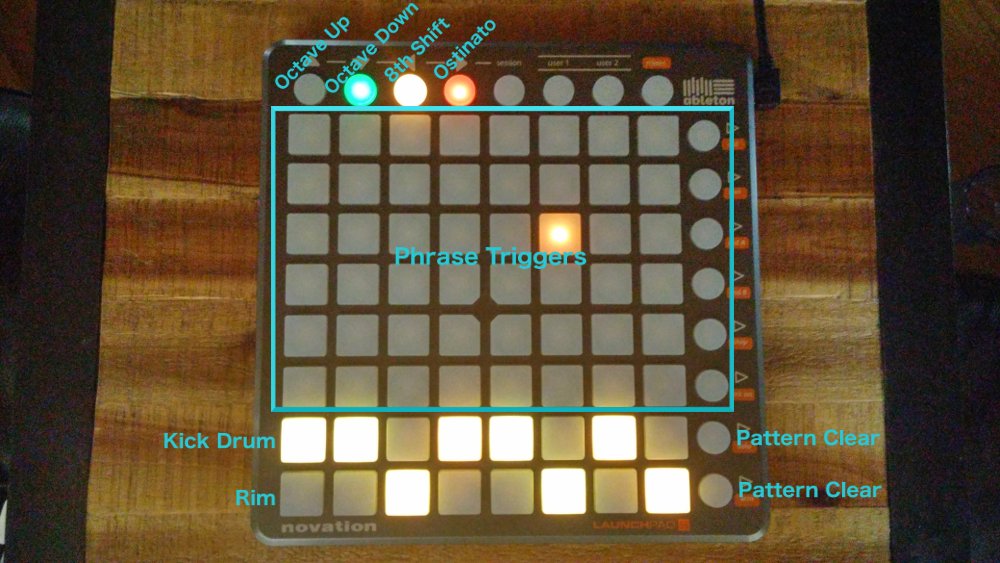 Octave Up
Octave Down
8th Shift
Ostinato
session
user 1
user 2
mixer
ableton
Phrase Triggers
Kick Drum
Pattern Clear
Rim
Pattern Clear
novation
LAUNCHPAD S